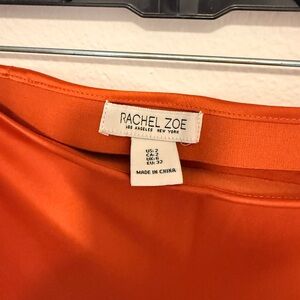 RACHEL ZOE
LOS ANGELES NEW YORK
US:2
CA:2
UK:6
EU:32
MADE IN CHINA